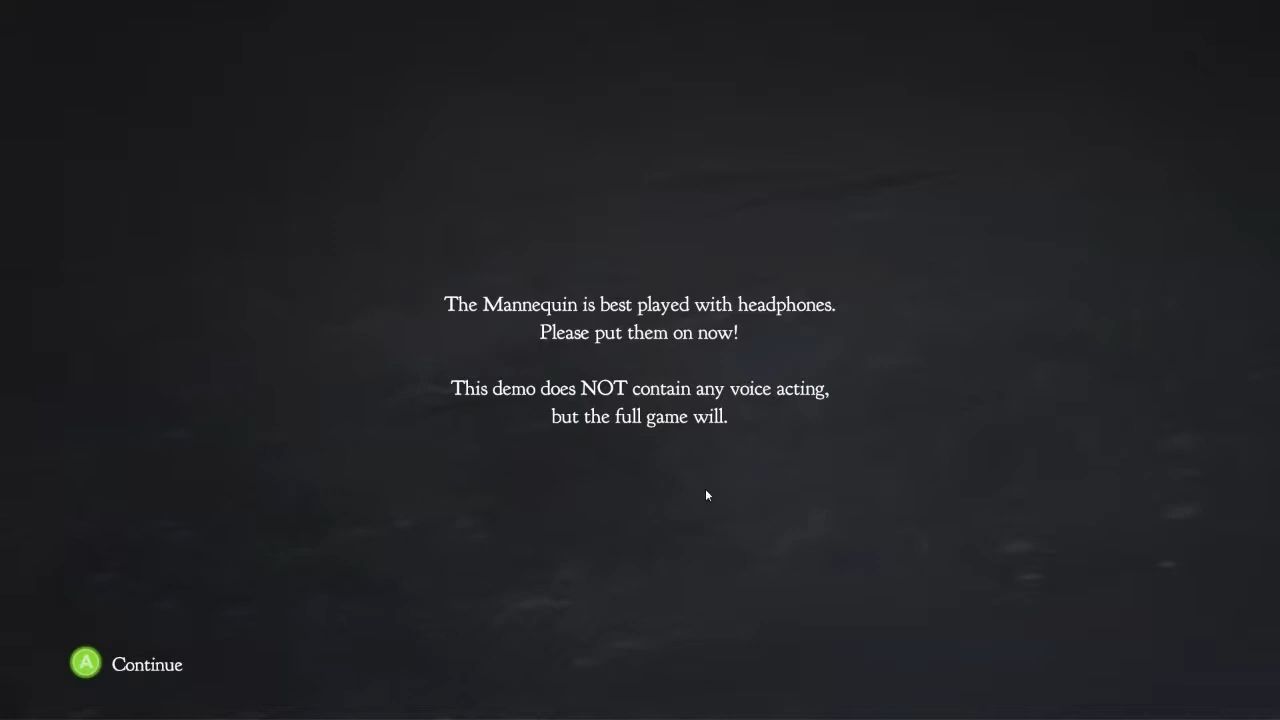 The Mannequin is best played with headphones.
Please put them on now!
This demo does NOT contain any voice acting,
but the full game will.
A Continue